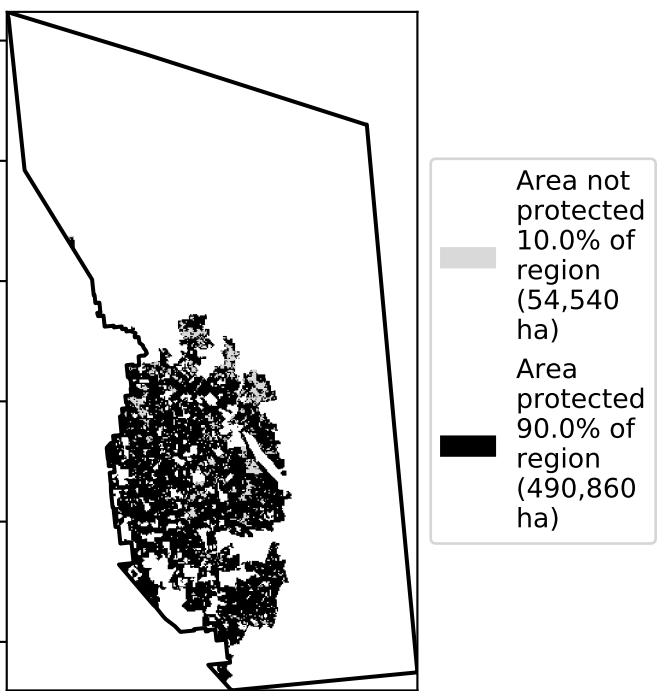 Area not
protected
10.0% of
region
(54,540
ha)
Area
protected
90.0% of
region
(490,860
ha)